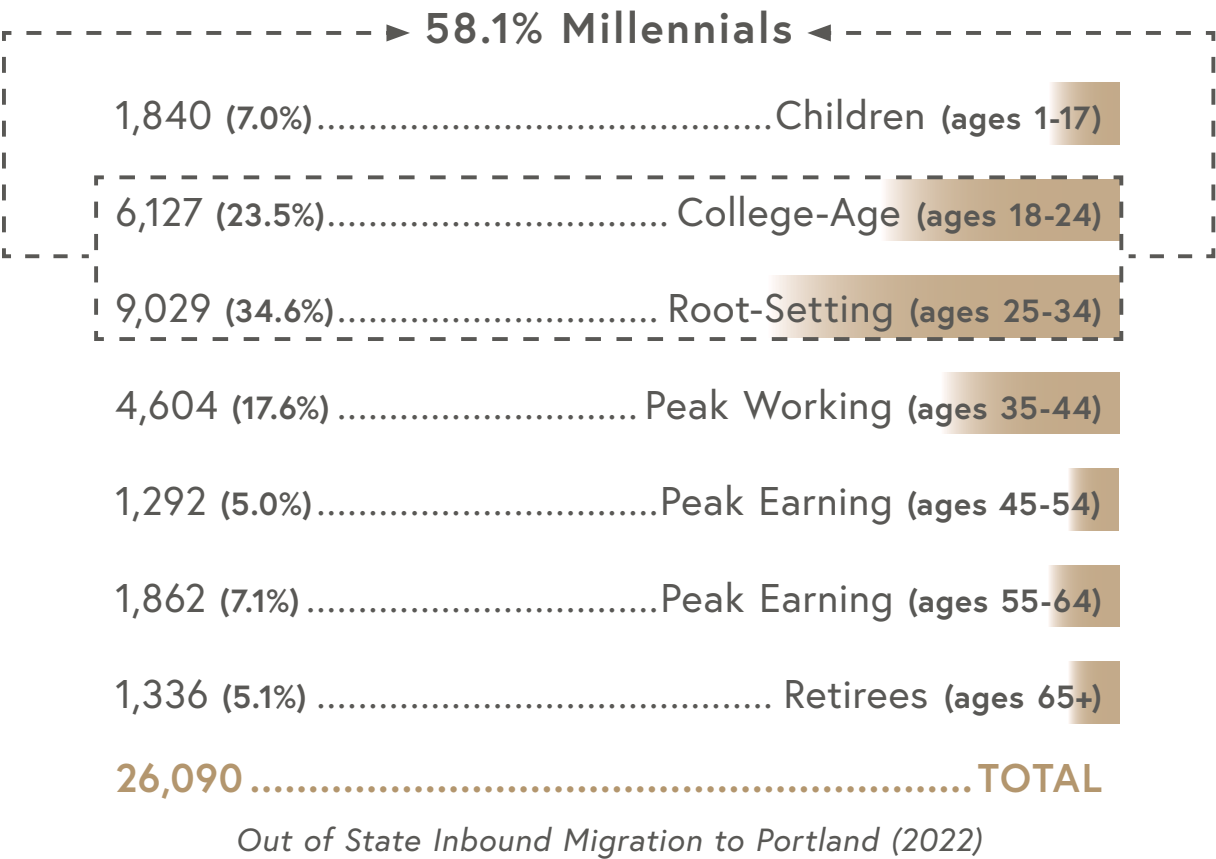 58.1% Millennials
1,840 (7.0%)........................................Children (ages 1-17)
6,127 (23.5%)................................ College-Age (ages 18-24)
9,029 (34.6%)............................. Root-Setting (ages 25-34)
4,604 (17.6%) ........................... Peak Working (ages 35-44)
1,292 (5.0%)...............................Peak Earning (ages 45-54)
1,862 (7.1%) ...............................Peak Earning (ages 55-64)
1,336 (5.1%) ........................................ Retirees (ages 65+)
26,090................................................................TOTAL
Out of State Inbound Migration to Portland (2022)